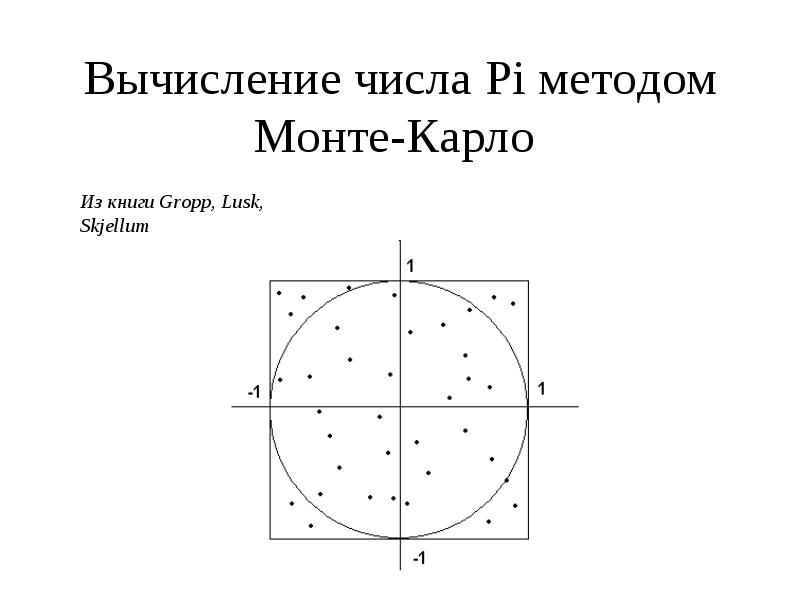 Вычисление числа Pi методом
Монте-Карло
Из книги Gropp, Lusk,
Skjellum
1
-1
1
-1